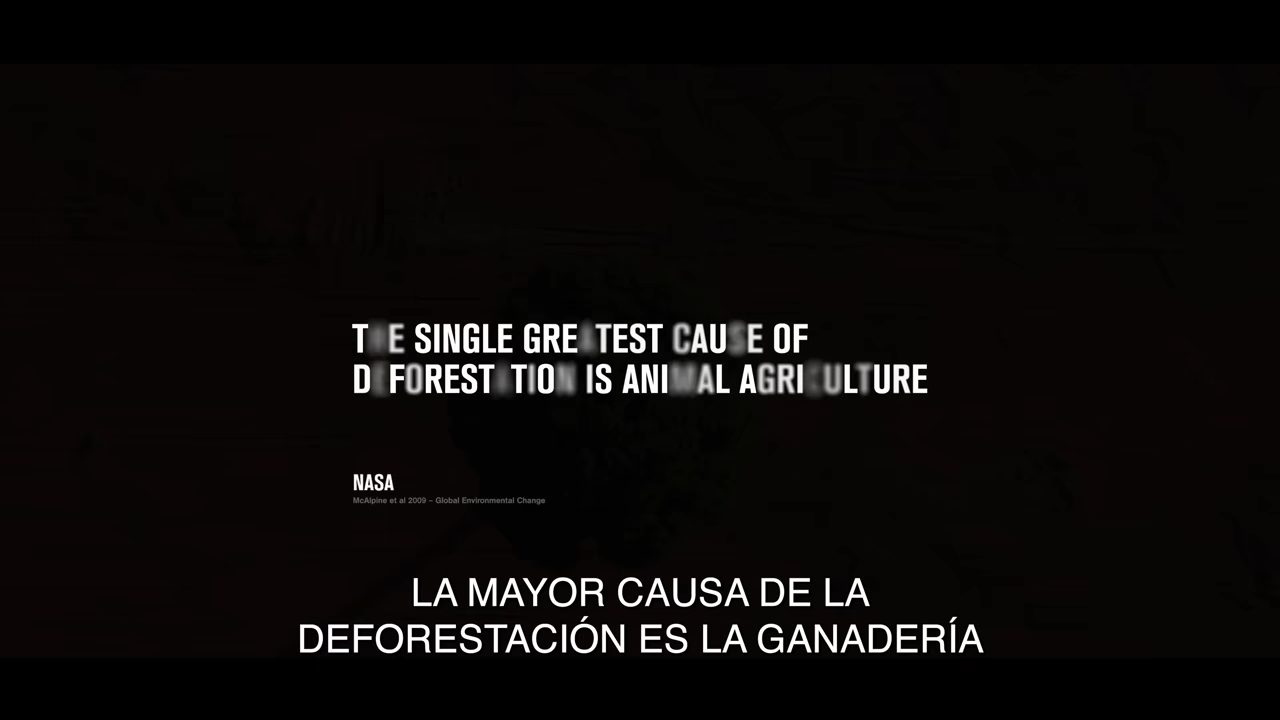 THE SINGLE GREATEST CAUSE OF
DEFORESTATION IS ANIMAL AGRICULTURE
NASA
McAlpine et al 2009 – Global Environmental Change
LA MAYOR CAUSA DE LA
DEFORESTACIÓN ES LA GANADERÍA